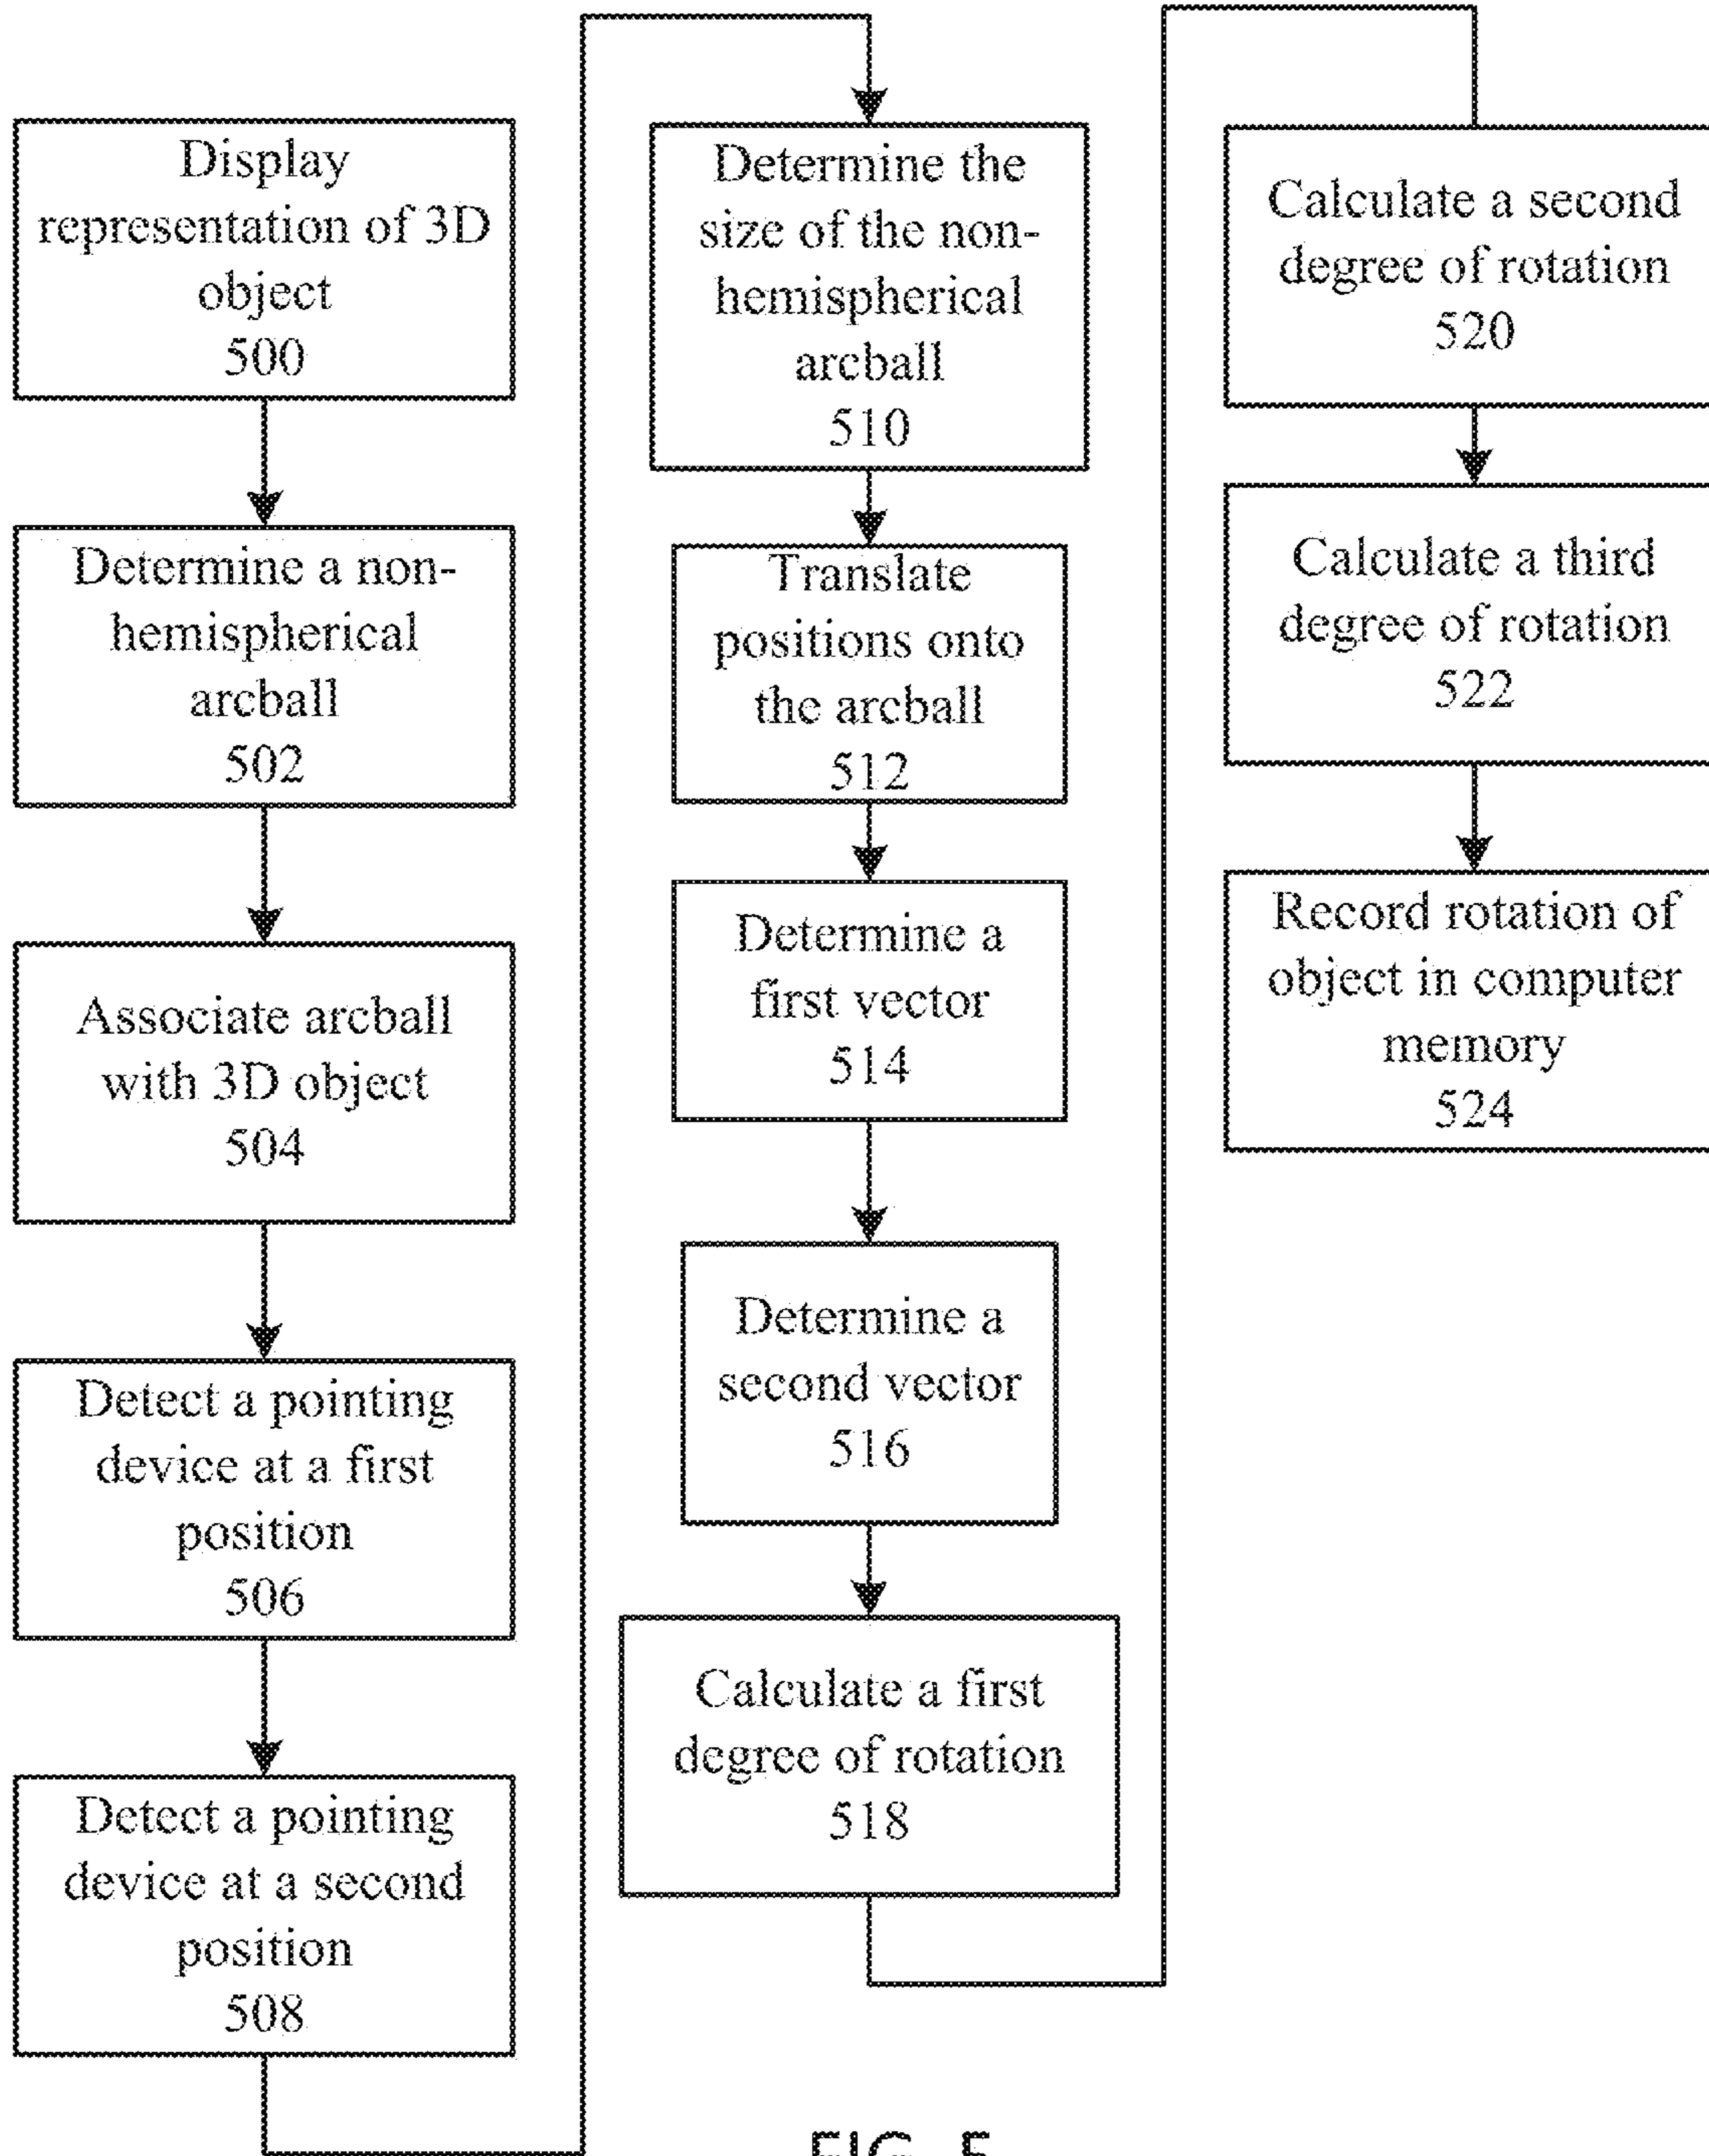 Display
representation of 3D
object
500
Determine a non-
hemispherical
arcball
502
Associate arcball
with 3D object
504
Detect a pointing
device at a first
position
506
Detect a pointing
device at a second
position
508
Determine the
size of the non-
hemispherical
arcball
510
Translate
positions onto
the arcball
512
Determine a
first vector
514
Determine a
second vector
516
Calculate a first
degree of rotation
518
Calculate a second
degree of rotation
520
Calculate a third
degree of rotation
522
Record rotation of
object in computer
memory
524
FIG. 5